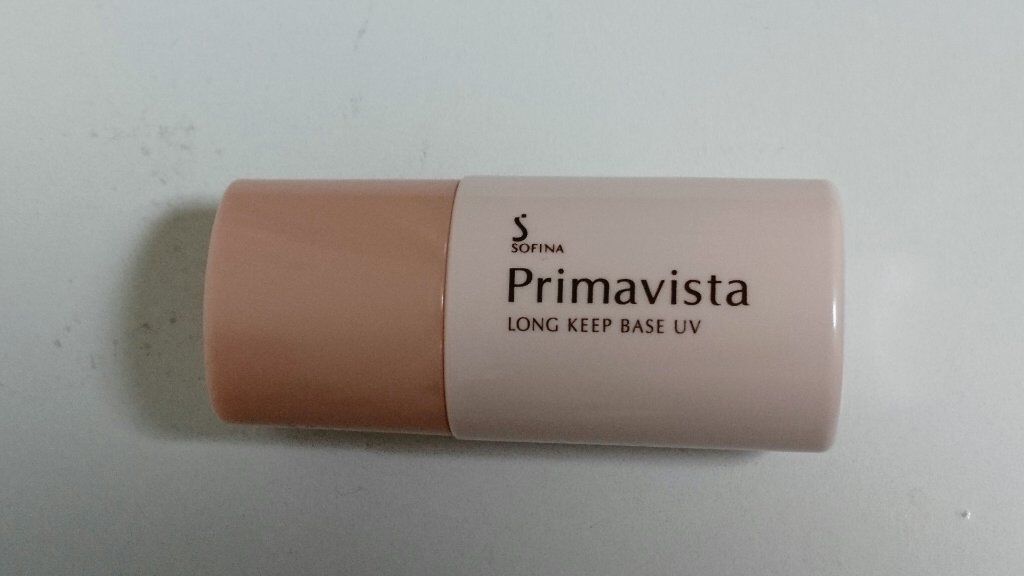 S
SOFINA
Primavista
LONG KEEP BASE UV